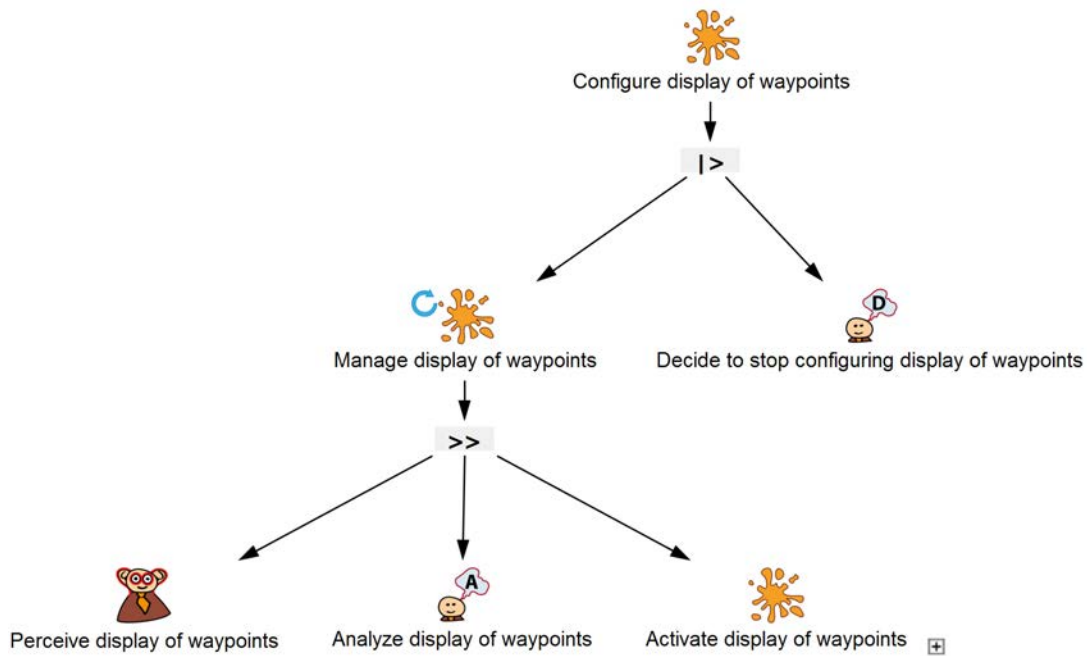 Configure display of waypoints
|>
D
Manage display of waypoints
Decide to stop configuring display of waypoints
>>
A
Perceive display of waypoints
Analyze display of waypoints
Activate display of waypoints
+